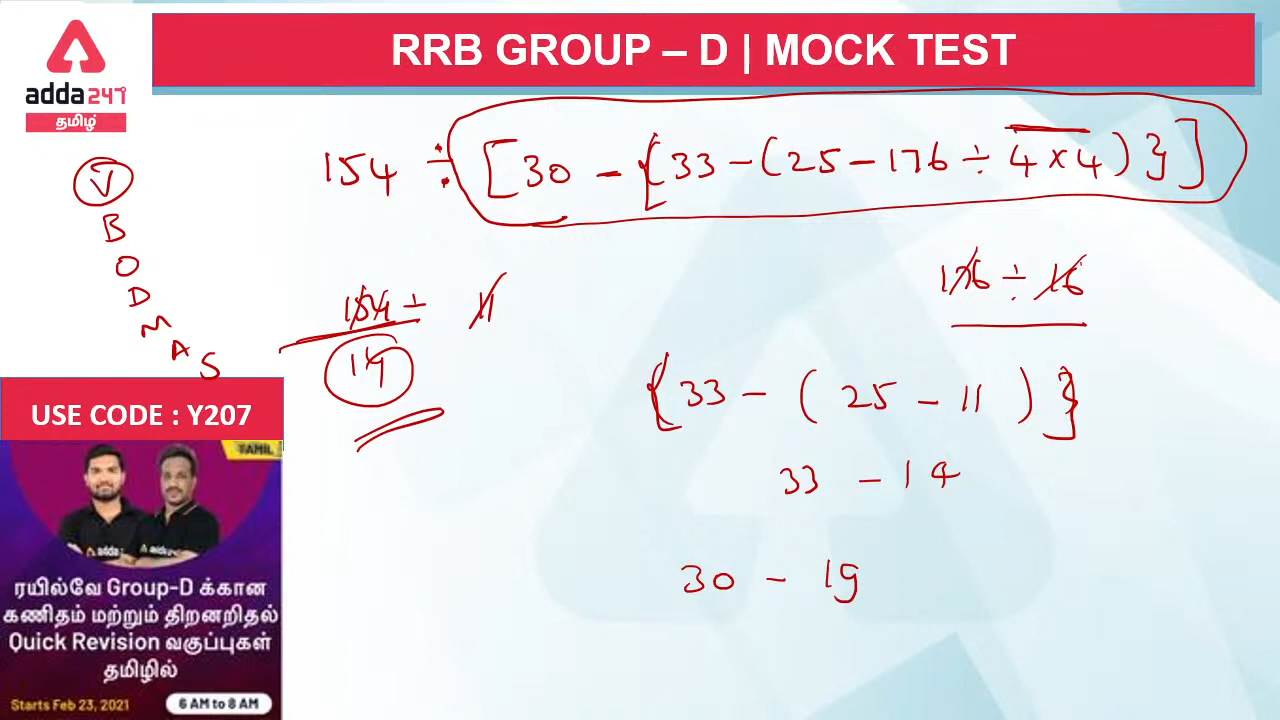 RRB GROUP – D | MOCK TEST
adda247
தமிழ்
154 ÷ [30 – {33 – (25 – 176 ÷ 4 × 4)}]
V
B
O
D
M
A
S
176 ÷ 16
154 ÷ 11
14
{33 – (25 – 11)}
33 – 14
30 – 19
USE CODE : Y207
TAMIL
adda
adda
ரயில்வே Group-D க்கான
கணிதம் மற்றும் திறனறிதல்
Quick Revision வகுப்புகள்
தமிழில்
Starts Feb 23, 2021
6 AM to 8 AM